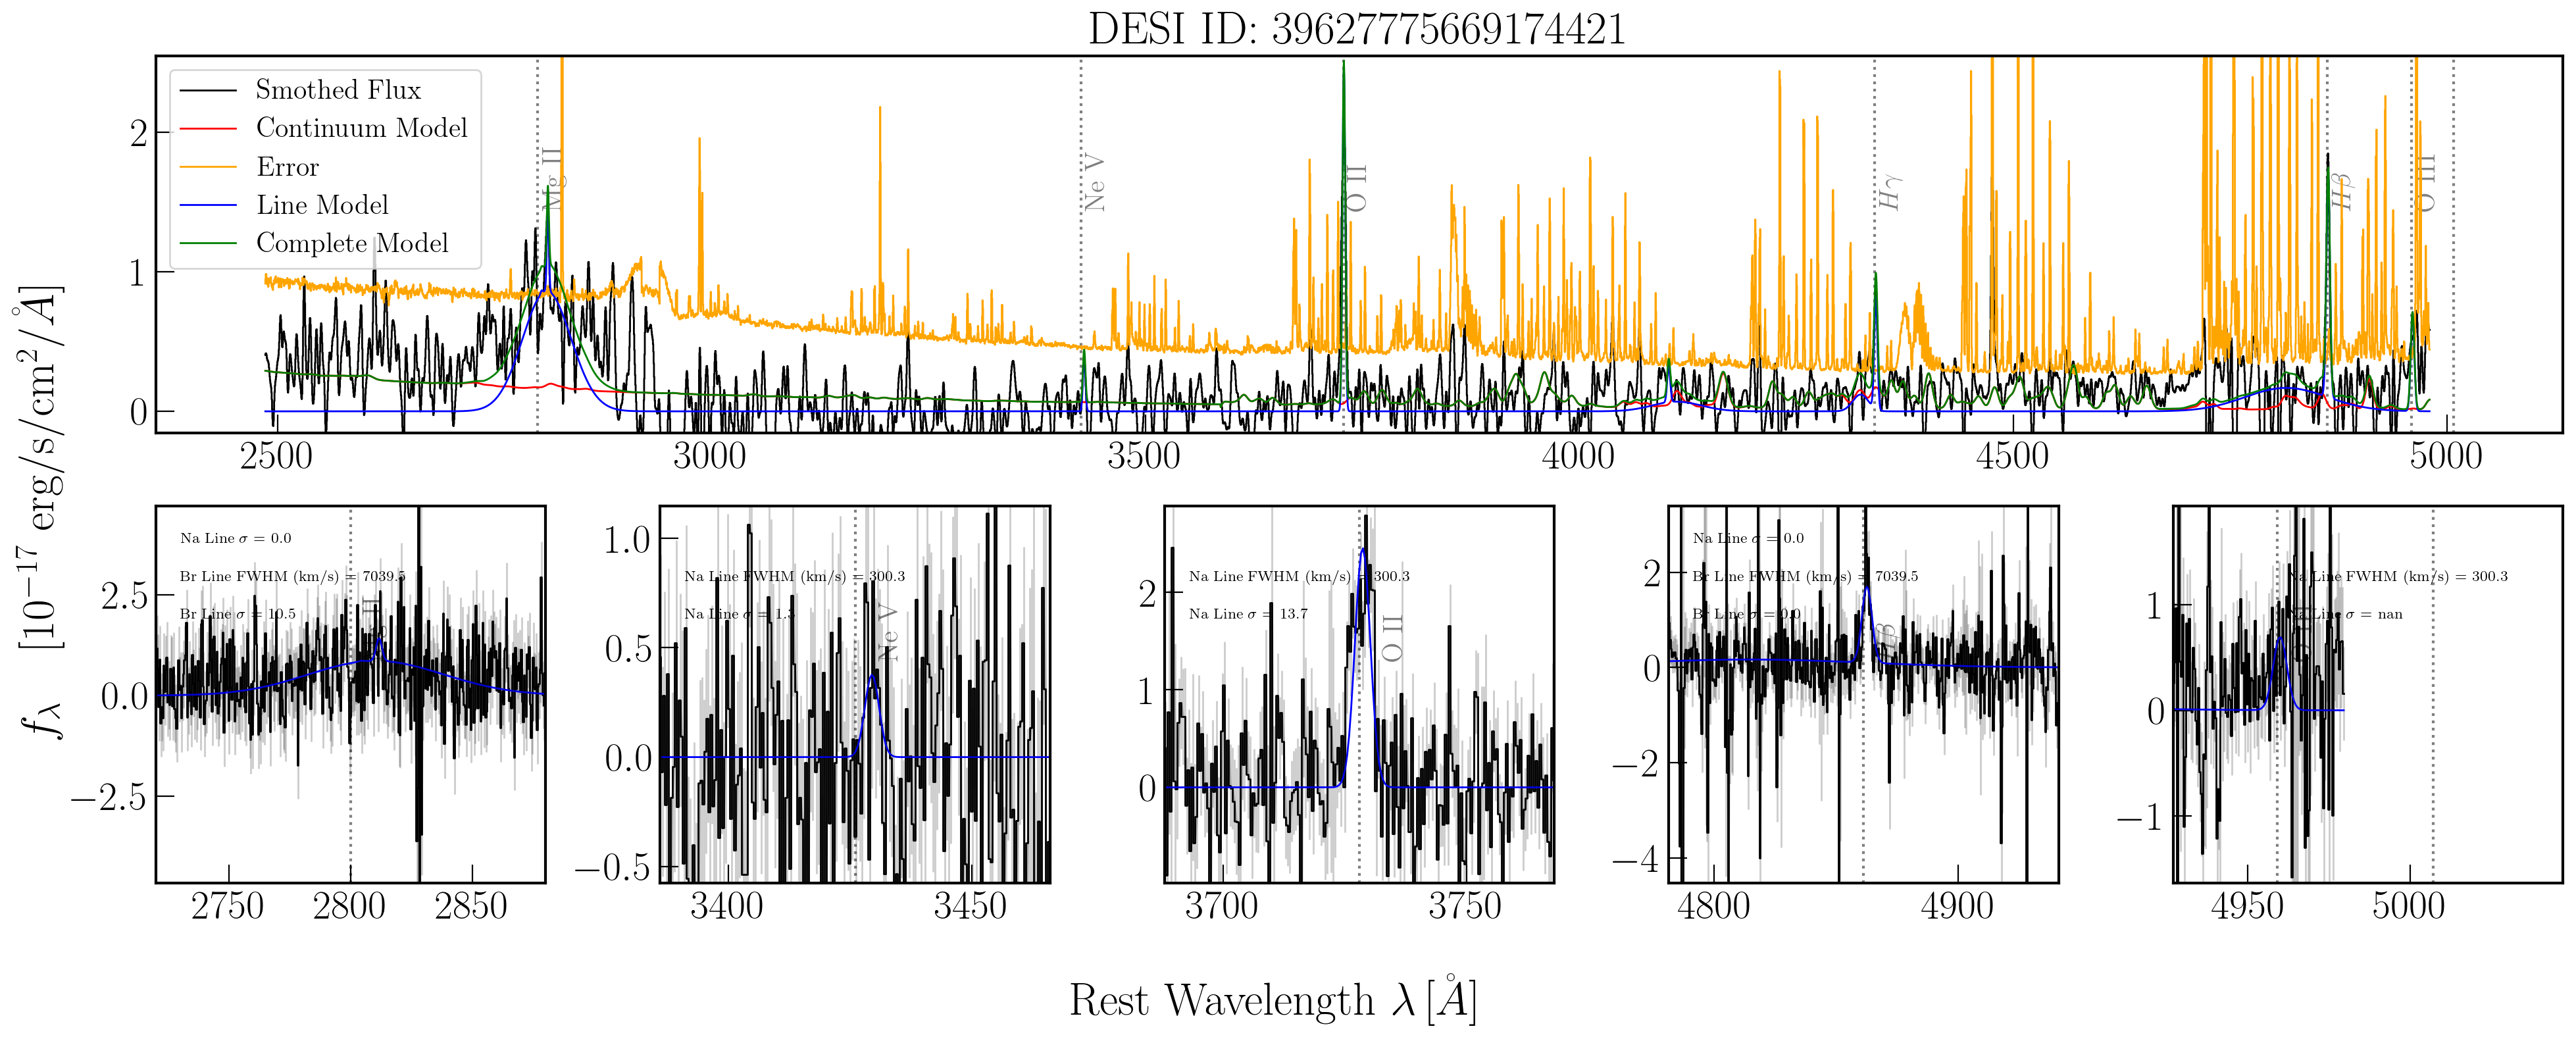 DESI ID: 39627775669174421
Smothed Flux
Continuum Model
Error
Line Model
Complete Model
Mg II
Ne V
O II
Hγ
Hβ
O III
2
1
0
2500 3000 3500 4000 4500 5000
fλ [10⁻¹⁷ erg/s/cm²/Å]
Na Line σ = 0.0
Br Line FWHM (km/s) = 7039.5
Br Line σ = 10.5
2.5
0.0
−2.5
2750 2800 2850
Na Line FWHM (km/s) = 300.3
Na Line σ = 1.3
Ne V
1.0
0.5
0.0
−0.5
3400 3450
Na Line FWHM (km/s) = 300.3
Na Line σ = 13.7
O II
2
1
0
3700 3750
Na Line σ = 0.0
Br Line FWHM (km/s) = 7039.5
Br Line σ = 0.0
Hβ
2
0
−2
−4
4800 4900
Na Line FWHM (km/s) = 300.3
Na Line σ = nan
1
0
−1
4950 5000
Rest Wavelength λ [Å]